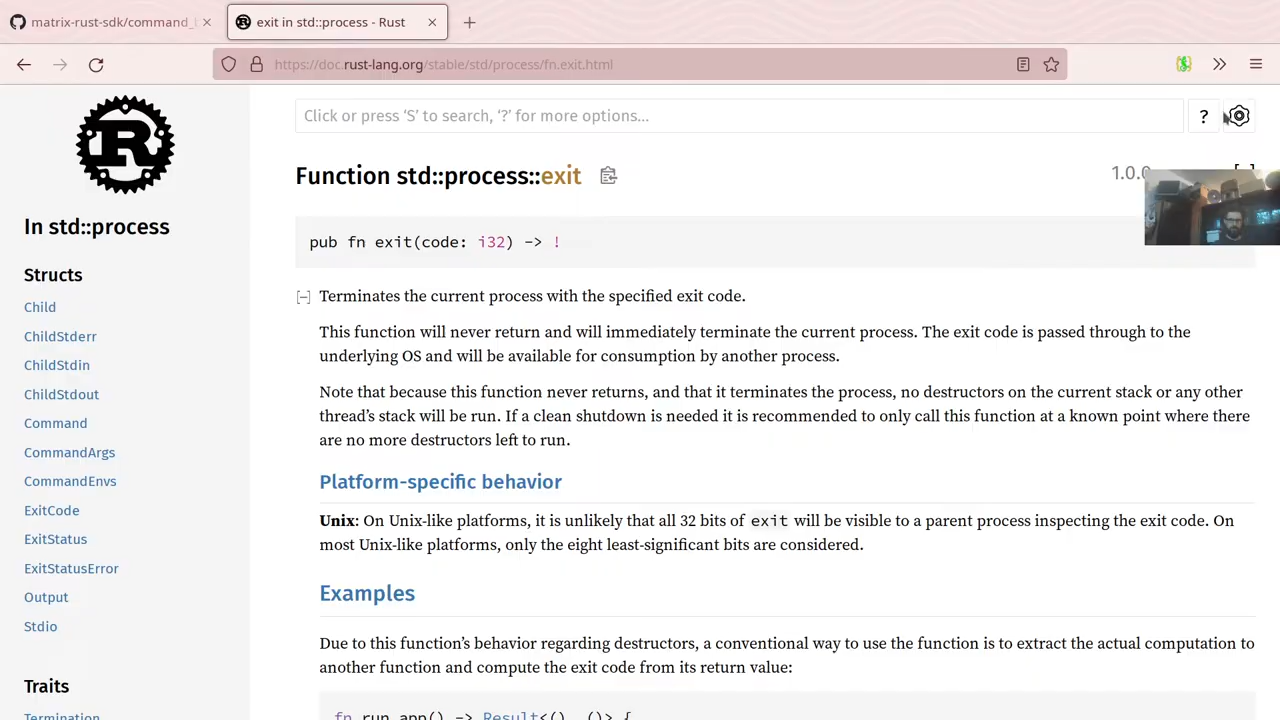 matrix-rust-sdk/command_
exit in std::process - Rust
https://doc.rust-lang.org/stable/std/process/fn.exit.html
Click or press ‘S’ to search, ‘?’ for more options…
?
R
Function std::process::exit
1.0.0
In std::process
pub fn exit(code: i32) -> !
Structs
[−] Terminates the current process with the specified exit code.
Child
This function will never return and will immediately terminate the current process. The exit code is passed through to the
underlying OS and will be available for consumption by another process.
ChildStderr
ChildStdin
ChildStdout
Note that because this function never returns, and that it terminates the process, no destructors on the current stack or any other
thread’s stack will be run. If a clean shutdown is needed it is recommended to only call this function at a known point where there
are no more destructors left to run.
Command
CommandArgs
CommandEnvs
Platform-specific behavior
ExitCode
Unix: On Unix-like platforms, it is unlikely that all 32 bits of exit will be visible to a parent process inspecting the exit code. On
most Unix-like platforms, only the eight least-significant bits are considered.
ExitStatus
ExitStatusError
Output
Examples
Stdio
Due to this function’s behavior regarding destructors, a conventional way to use the function is to extract the actual computation to
another function and compute the exit code from its return value:
Traits
Termination
fn run_app() -> Result<(), ()> {